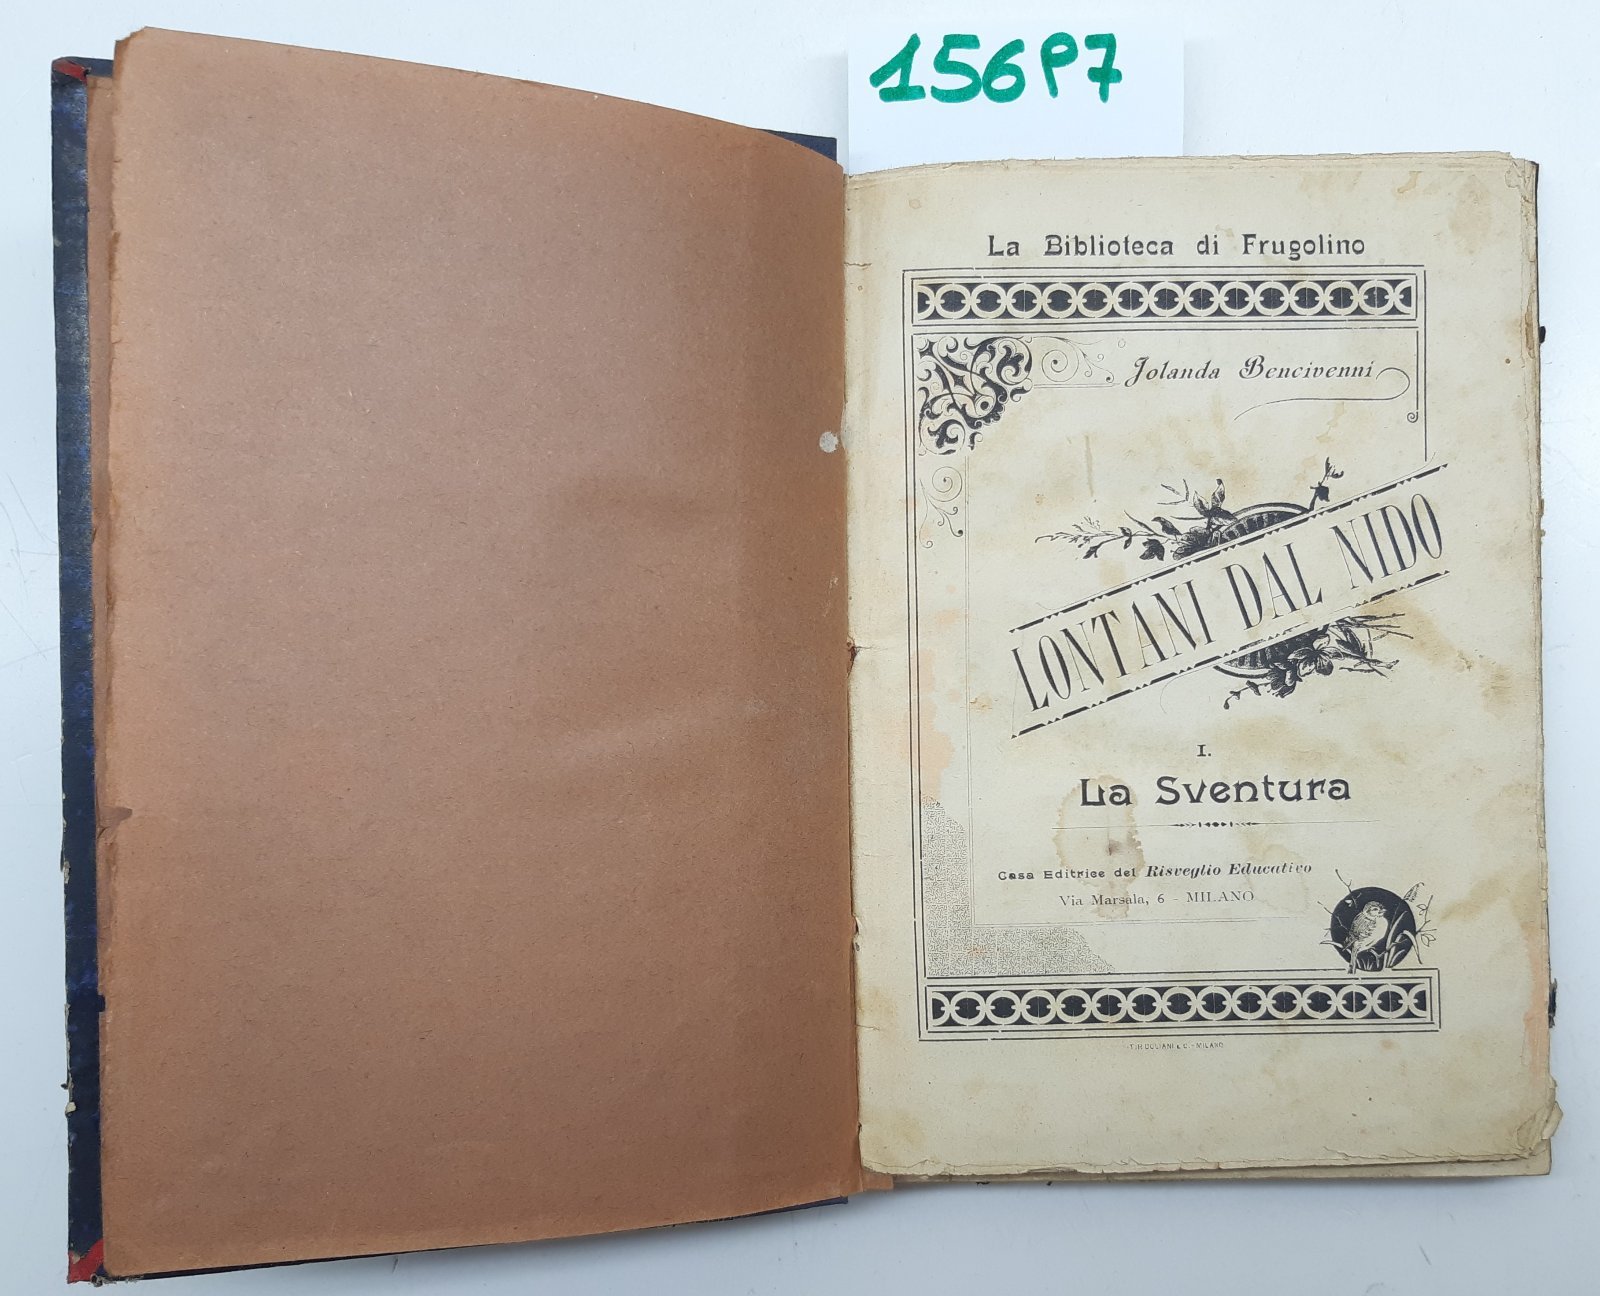 156P7
La Biblioteca di Frugolino
Jolanda Bencivenni
LONTANI DAL NIDO
I.
La Sventura
Casa Editrice del Risveglio Educativo
Via Marsala, 6 - MILANO